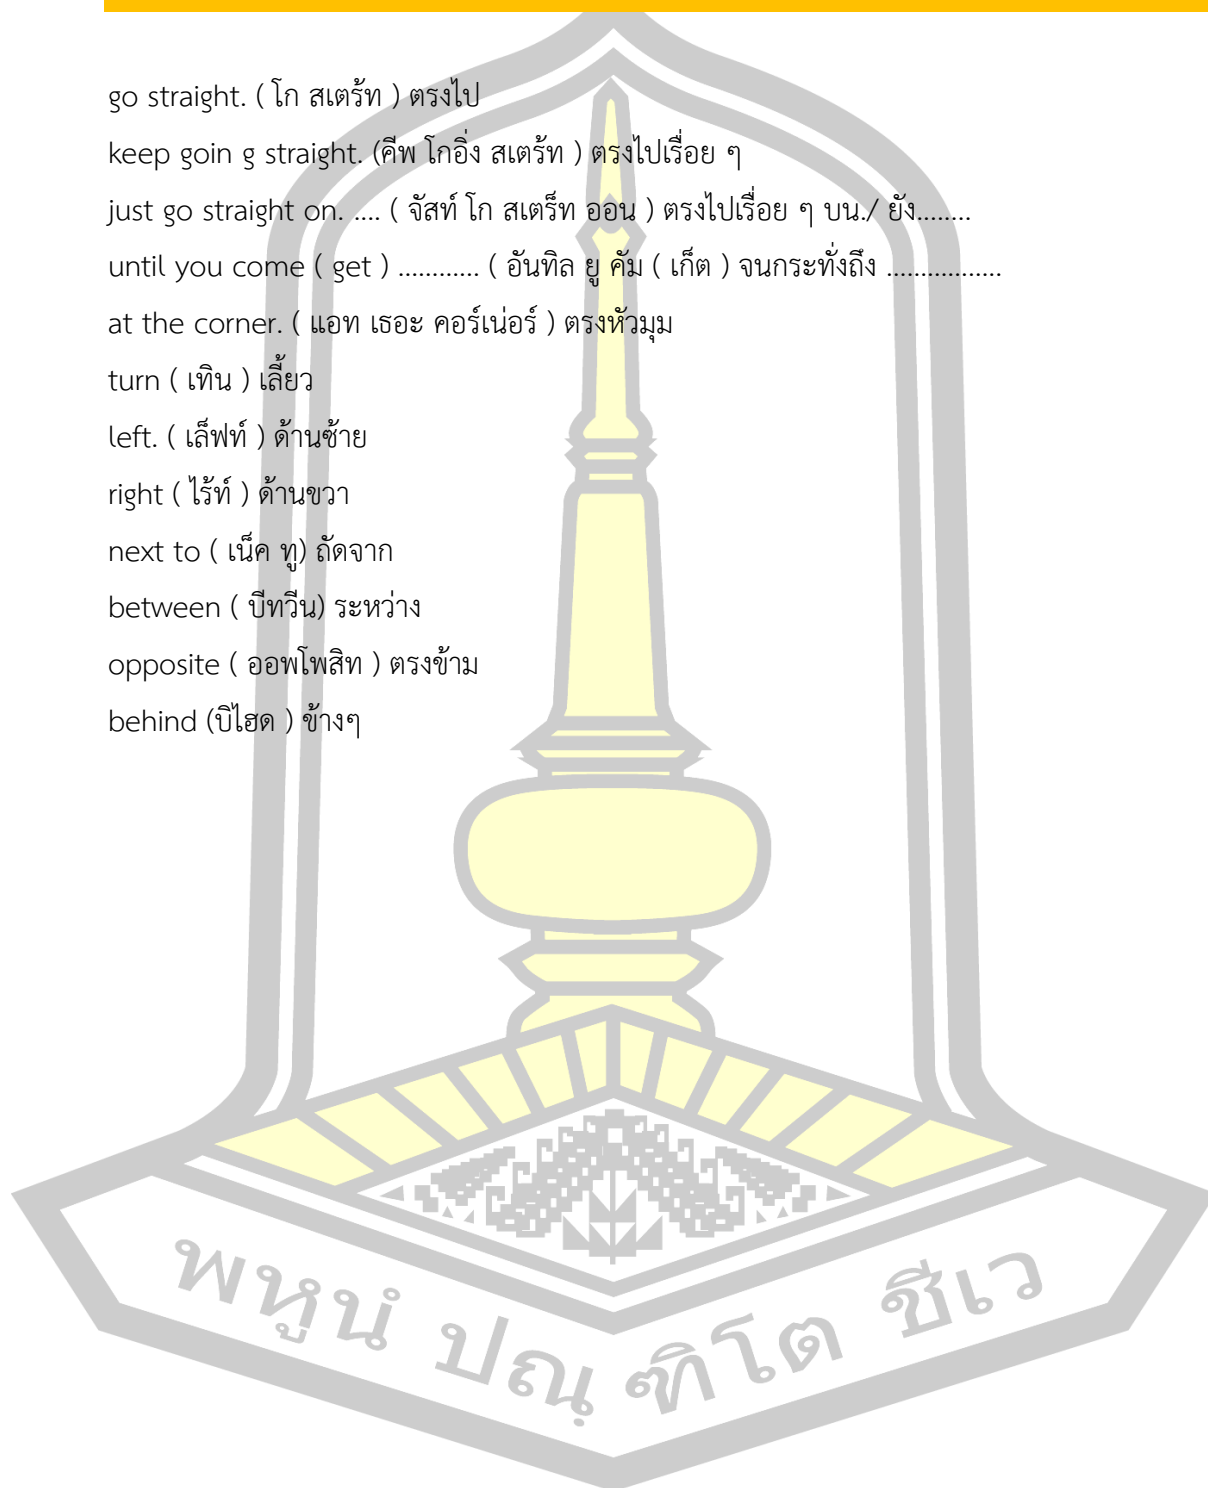 go straight. ( โก สเตร้ท ) ตรงไป
keep goin g straight. (คีพ โกอิ่ง สเตร้ท ) ตรงไปเรื่อย ๆ
just go straight on. .... ( จัสท์ โก สเตร็ท ออน ) ตรงไปเรื่อย ๆ บน./ ยัง........
until you come ( get ) ............ ( อันทิล ยู คัม ( เก็ต ) จนกระทั่งถึง .................
at the corner. ( แอท เธอะ คอร์เน่อร์ ) ตรงหัวมุม
turn ( เทิน ) เลี้ยว
left. ( เล็ฟท์ ) ด้านซ้าย
right ( ไร้ท์ ) ด้านขวา
next to ( เน็ค ทู) ถัดจาก
between ( บีทวีน) ระหว่าง
opposite ( ออพโพสิท ) ตรงข้าม
behind (บิไฮด ) ข้างๆ
พหูนํ ปณฺ ฑิโต ชีเว